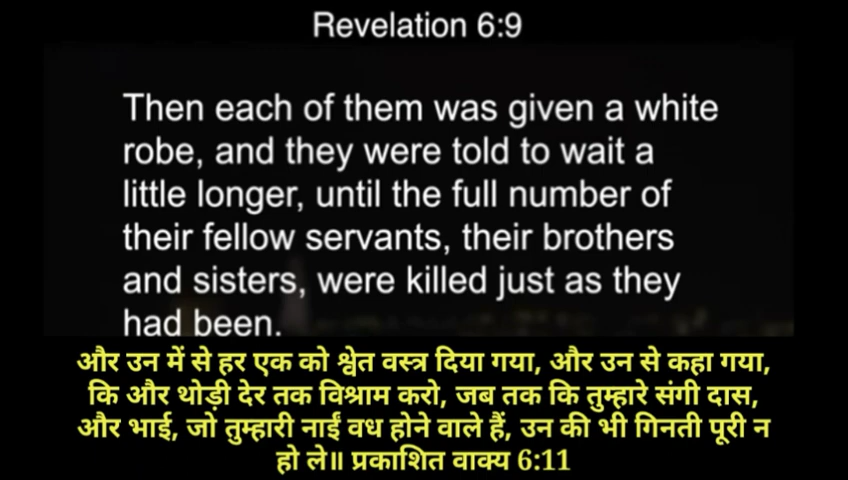 Revelation 6:9
Then each of them was given a white
robe, and they were told to wait a
little longer, until the full number of
their fellow servants, their brothers
and sisters, were killed just as they
had been.
और उन में से हर एक को श्वेत वस्त्र दिया गया, और उन से कहा गया,
कि और थोड़ी देर तक विश्राम करो, जब तक कि तुम्हारे संगी दास,
और भाई, जो तुम्हारी नाईं वध होने वाले हैं, उन की भी गिनती पूरी न
हो ले॥ प्रकाशित वाक्य 6:11